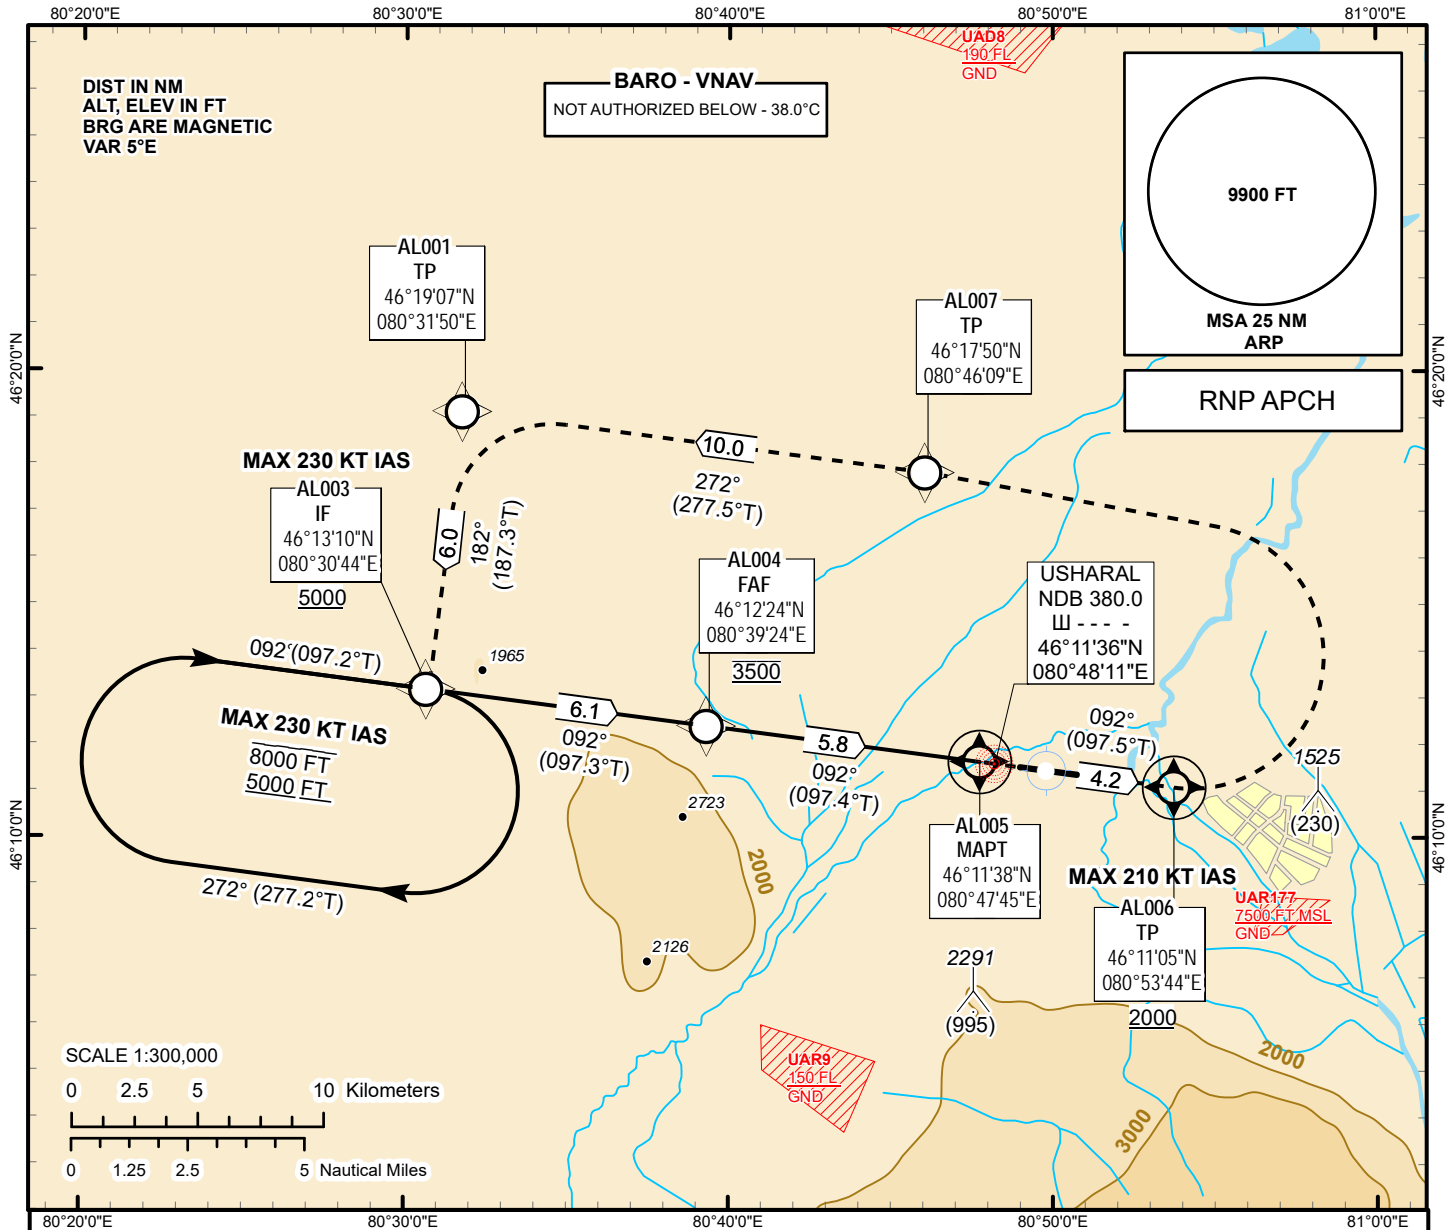 80°20'0"E
80°30'0"E
80°40'0"E
80°50'0"E
81°0'0"E
DIST IN NM
ALT, ELEV IN FT
BRG ARE MAGNETIC
VAR 5°E
BARO - VNAV
NOT AUTHORIZED BELOW - 38.0°C
UAD8
190 FL
GND
9900 FT
MSA 25 NM
ARP
RNP APCH
46°20'0"N
46°20'0"N
AL001
TP
46°19'07"N
080°31'50"E
AL007
TP
46°17'50"N
080°46'09"E
10.0
272°
(277.5°T)
MAX 230 KT IAS
AL003
IF
46°13'10"N
080°30'44"E
5000
6.0
182°
(187.3°T)
AL004
FAF
46°12'24"N
080°39'24"E
3500
USHARAL
NDB 380.0
Ш - - - -
46°11'36"N
080°48'11"E
092°(097.2°T)
1965
MAX 230 KT IAS
8000 FT
5000 FT
272° (277.2°T)
6.1
092°
(097.3°T)
5.8
092°
(097.4°T)
092°
(097.5°T)
4.2
1525
(230)
2723
2000
2126
46°10'0"N
46°10'0"N
AL005
MAPT
46°11'38"N
080°47'45"E
MAX 210 KT IAS
AL006
TP
46°11'05"N
080°53'44"E
2000
UAR177
7500 FT MSL
GND
2291
(995)
2000
3000
UAR9
150 FL
GND
SCALE 1:300,000
0 2.5 5 10 Kilometers
0 1.25 2.5 5 Nautical Miles
80°20'0"E
80°30'0"E
80°40'0"E
80°50'0"E
81°0'0"E